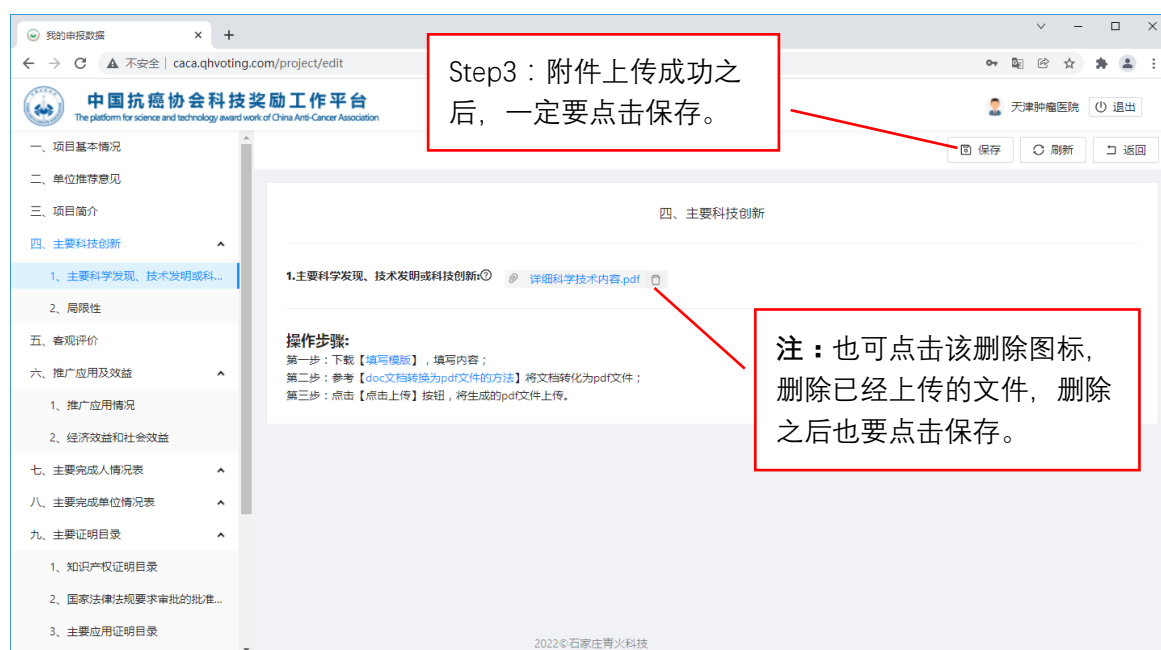 我的申报数据
不安全 | caca.qhvoting.com/project/edit
Step3：附件上传成功之
后，一定要点击保存。
中国抗癌协会科技奖励工作平台
The platform for science and technology award work of China Anti-Cancer Association
天津肿瘤医院
退出
保存
刷新
返回
一、项目基本情况
二、单位推荐意见
三、项目简介
四、主要科技创新
1、主要科学发现、技术发明或科...
2、局限性
五、客观评价
六、推广应用及效益
1、推广应用情况
2、经济效益和社会效益
七、主要完成人情况表
八、主要完成单位情况表
九、主要证明目录
1、知识产权证明目录
2、国家法律法规要求审批的批准...
3、主要应用证明目录
四、主要科技创新
1.主要科学发现、技术发明或科技创新:
详细科学技术内容.pdf
操作步骤:
第一步：下载【填写模版】，填写内容；
第二步：参考【doc文档转换为pdf文件的方法】将文档转化为pdf文件；
第三步：点击【点击上传】按钮，将生成的pdf文件上传。
注：也可点击该删除图标，
删除已经上传的文件，删除
之后也要点击保存。
2022©石家庄青火科技